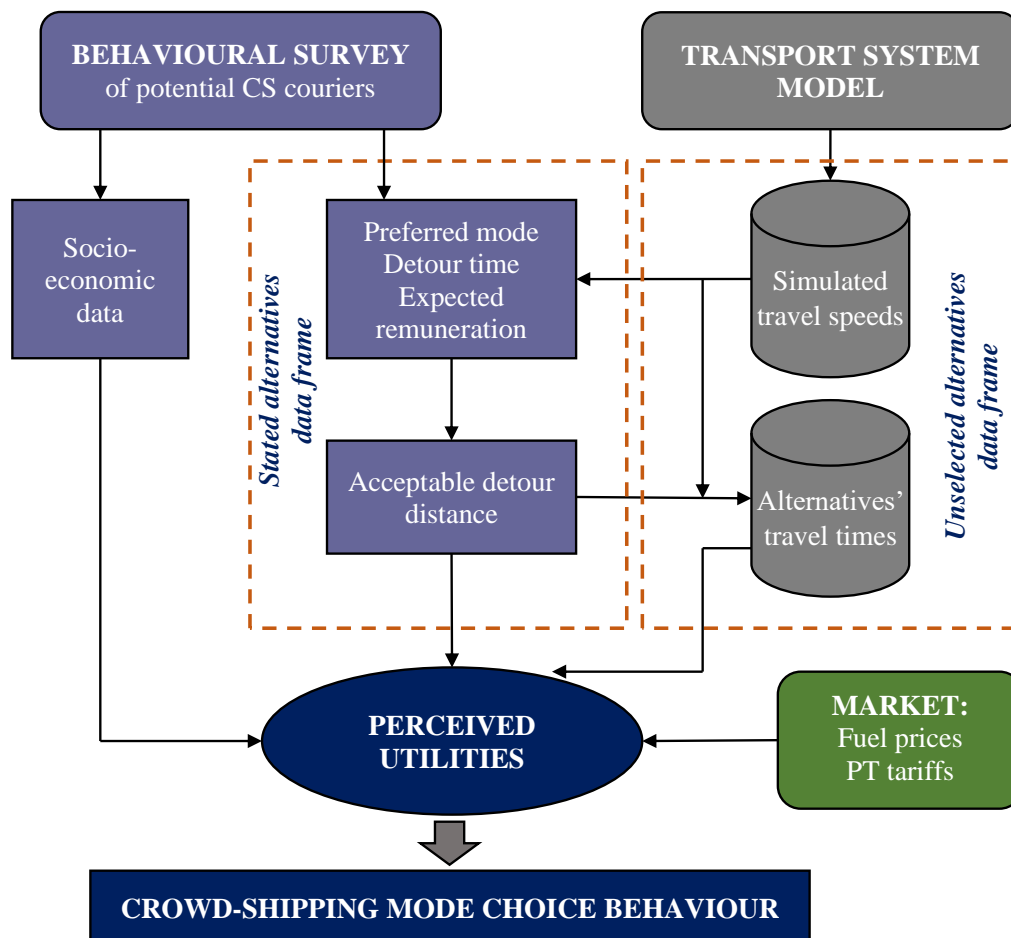 BEHAVIOURAL SURVEY
of potential CS couriers
TRANSPORT SYSTEM
MODEL
Socio-
economic
data
Stated alternatives
data frame
Preferred mode
Detour time
Expected
remuneration
Simulated
travel speeds
Unselected alternatives
data frame
Acceptable detour
distance
Alternatives’
travel times
PERCEIVED
UTILITIES
MARKET:
Fuel prices
PT tariffs
CROWD-SHIPPING MODE CHOICE BEHAVIOUR